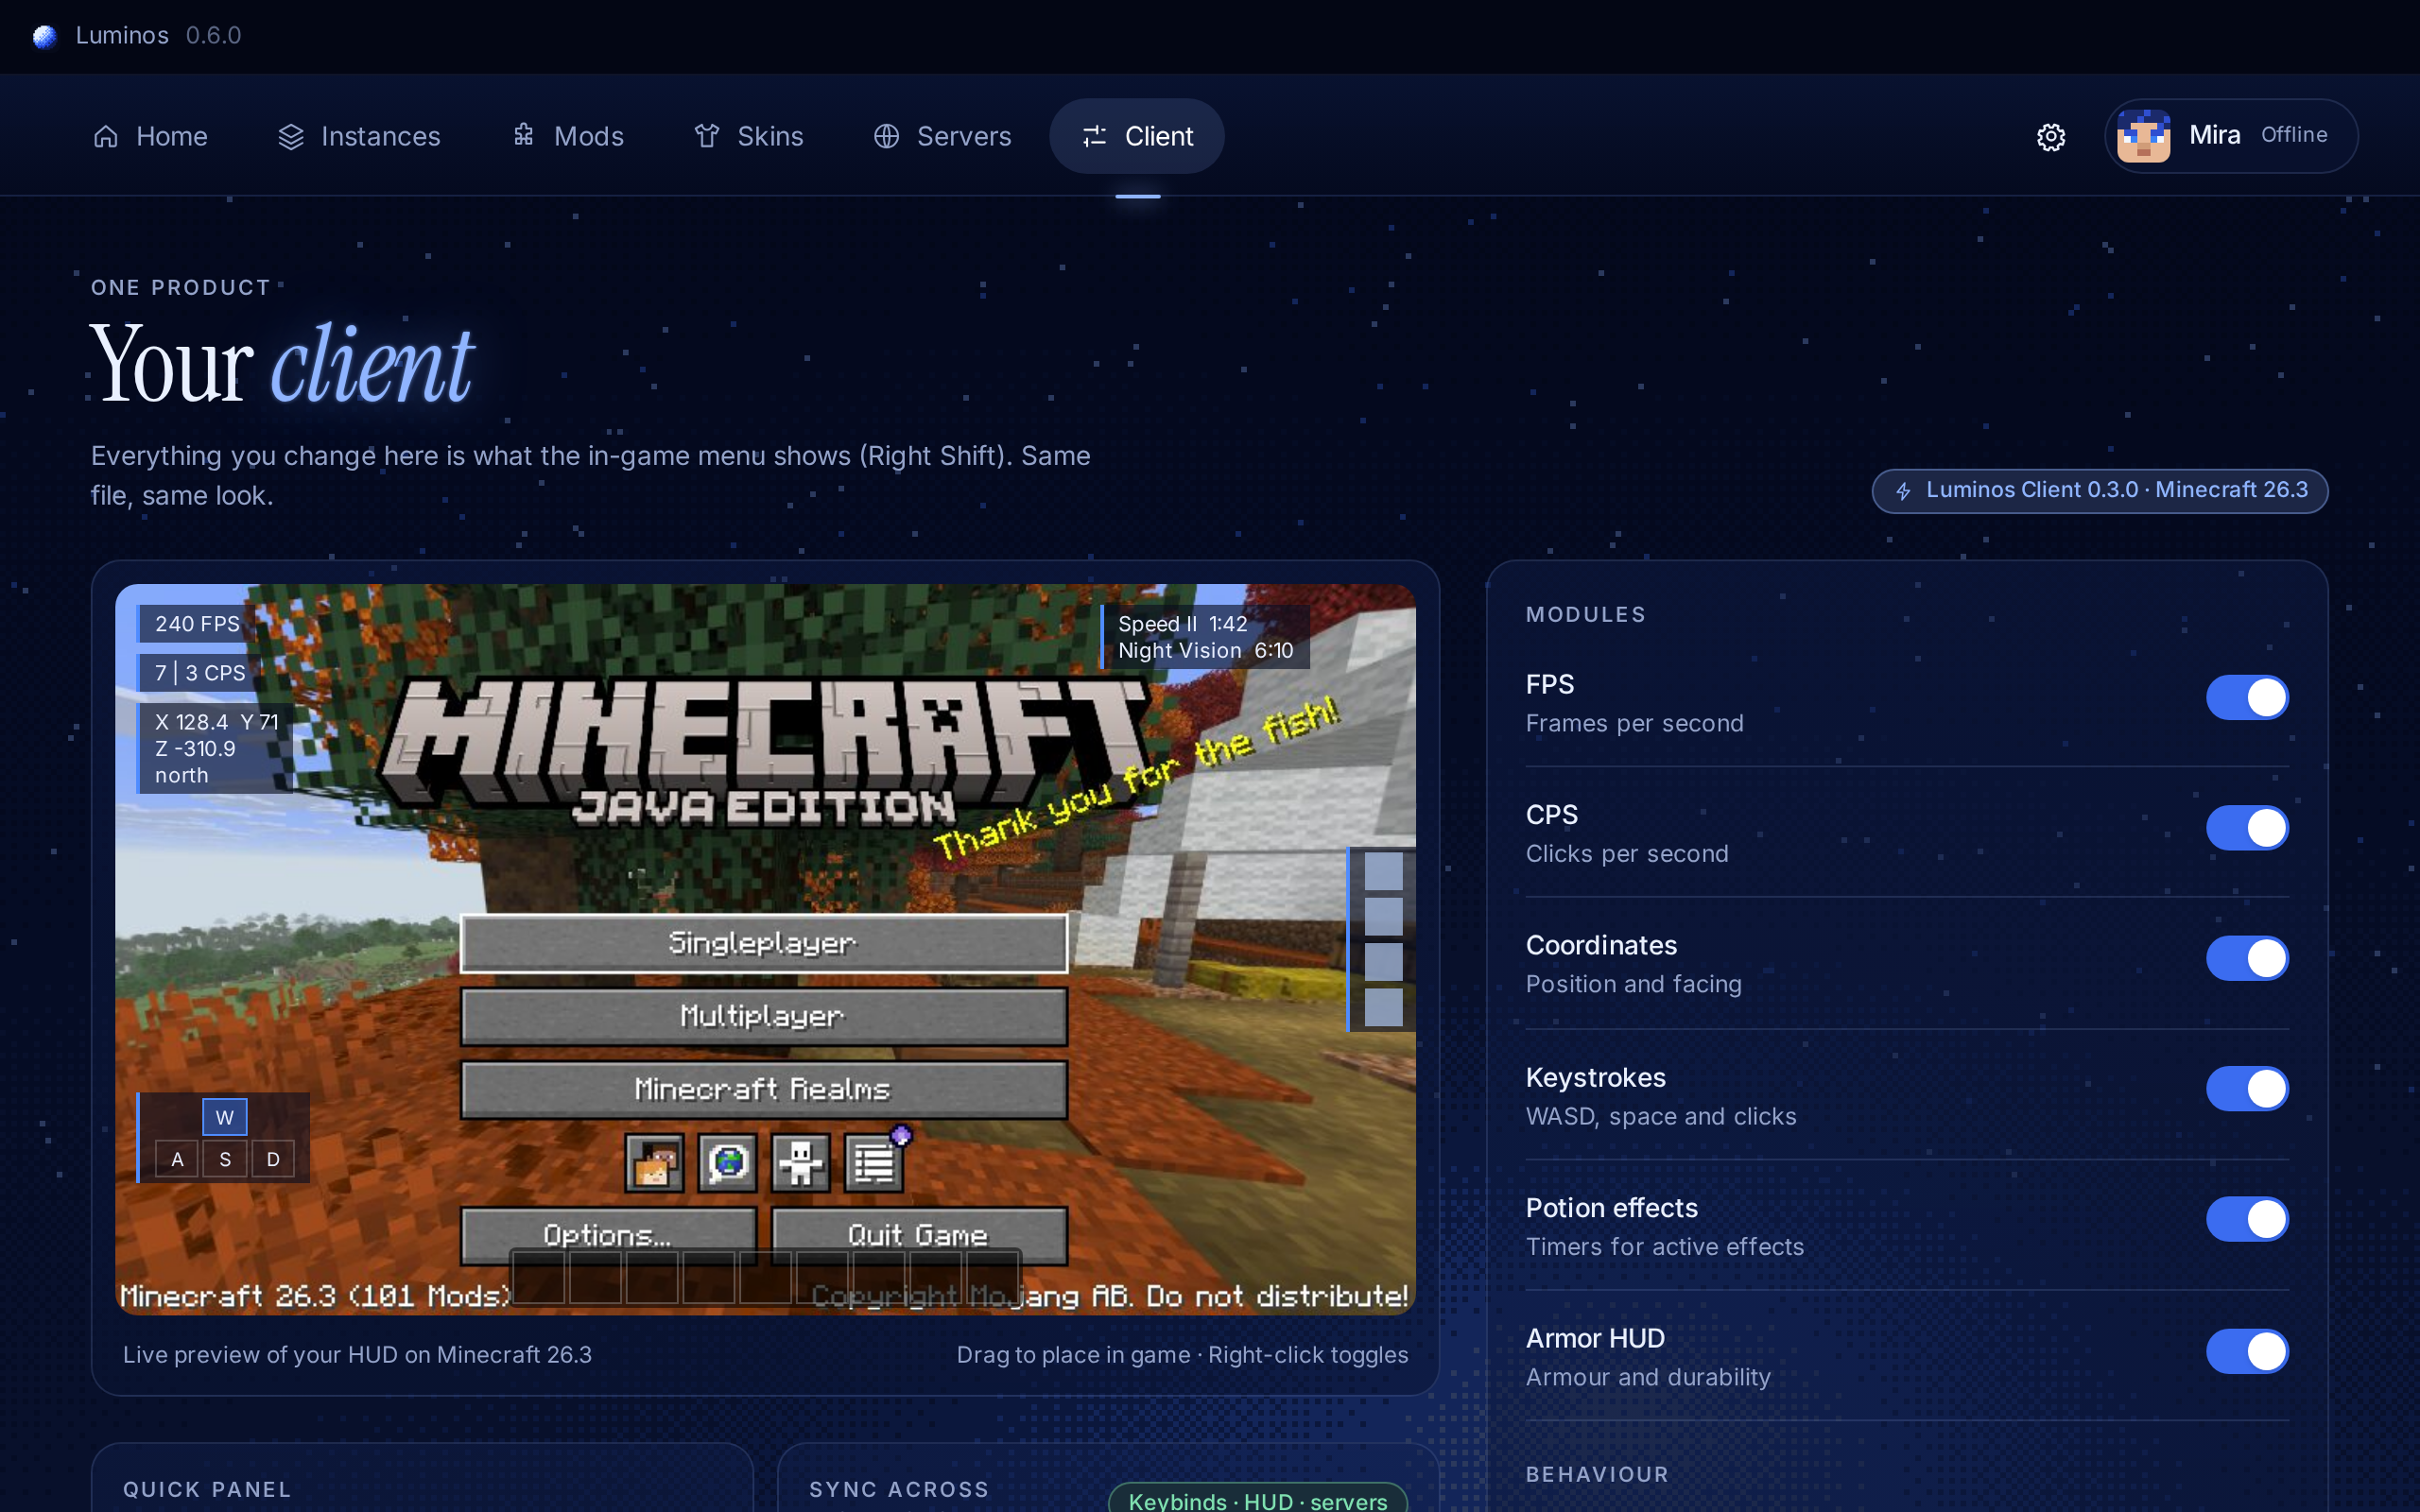 Luminos 0.6.0
Home
Instances
Mods
Skins
Servers
Client
Mira Offline
ONE PRODUCT
Your client
Everything you change here is what the in-game menu shows (Right Shift). Same
file, same look.
Luminos Client 0.3.0 · Minecraft 26.3
240 FPS
7 | 3 CPS
X 128.4 Y 71
Z -310.9
north
Speed II 1:42
Night Vision 6:10
MINECRAFT
JAVA EDITION
Thank you for the fish!
Singleplayer
Multiplayer
Minecraft Realms
W
A S D
Options...
Quit Game
Minecraft 26.3 (101 Mods)
Copyright Mojang AB. Do not distribute!
Live preview of your HUD on Minecraft 26.3
Drag to place in game · Right-click toggles
MODULES
FPS
Frames per second
CPS
Clicks per second
Coordinates
Position and facing
Keystrokes
WASD, space and clicks
Potion effects
Timers for active effects
Armor HUD
Armour and durability
BEHAVIOUR
QUICK PANEL
SYNC ACROSS
Keybinds · HUD · servers